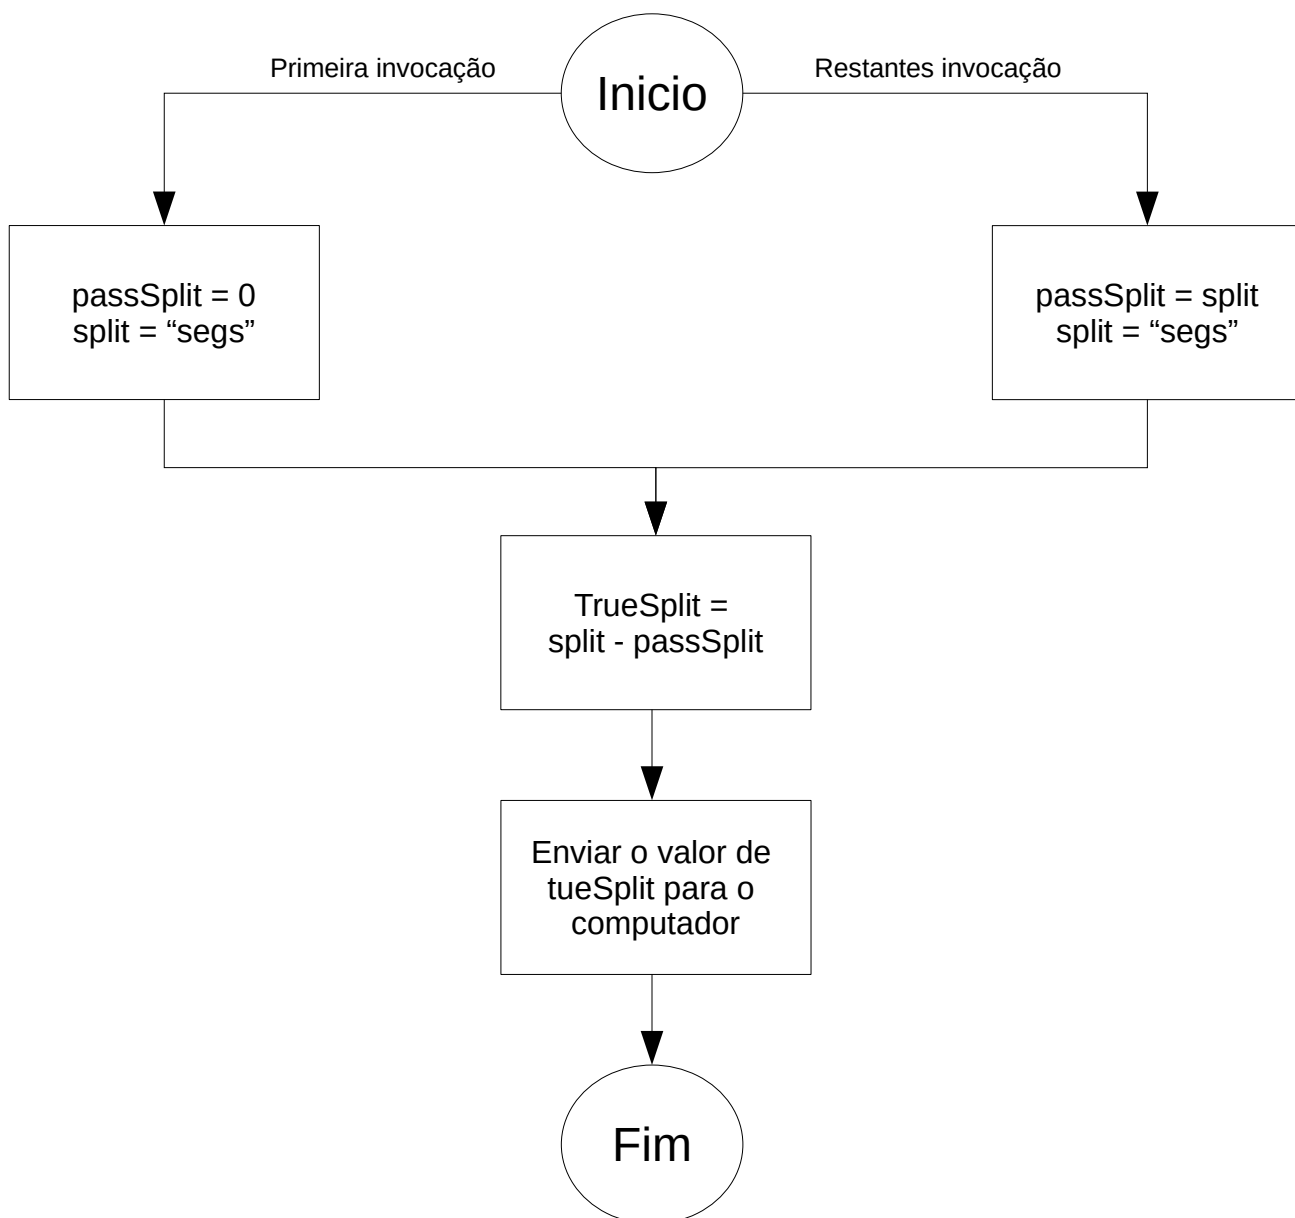 Primeira invocação
Inicio
Restantes invocação
passSplit = 0
split = “segs”
passSplit = split
split = “segs”
TrueSplit =
split - passSplit
Enviar o valor de
tueSplit para o
computador
Fim